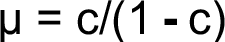 μ = c/(1 - c)